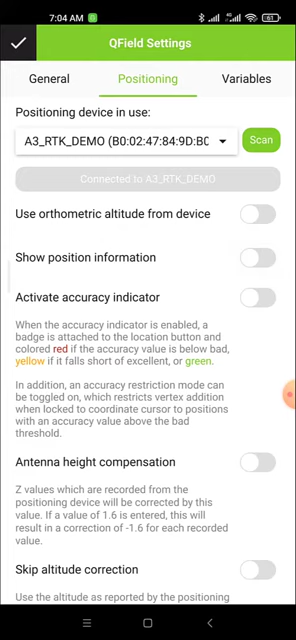 7:04 AM
61
QField Settings
General
Positioning
Variables
Positioning device in use:
A3_RTK_DEMO (B0:02:47:84:9D:B0
Scan
Connected to A3_RTK_DEMO
Use orthometric altitude from device
Show position information
Activate accuracy indicator
When the accuracy indicator is enabled, a
badge is attached to the location button and
colored red if the accuracy value is below bad,
yellow if it falls short of excellent, or green.
In addition, an accuracy restriction mode can
be toggled on, which restricts vertex addition
when locked to coordinate cursor to positions
with an accuracy value above the bad
threshold.
Antenna height compensation
Z values which are recorded from the
positioning device will be corrected by this
value. If a value of 1.6 is entered, this will
result in a correction of -1.6 for each recorded
value.
Skip altitude correction
Use the altitude as reported by the positioning